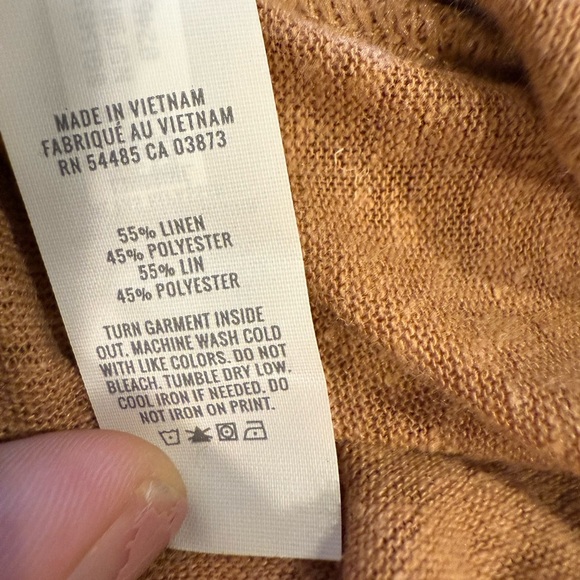 MADE IN VIETNAM
FABRIQUÉ AU VIETNAM
RN 54485 CA 03873
55% LINEN
45% POLYESTER
55% LIN
45% POLYESTER
TURN GARMENT INSIDE
OUT. MACHINE WASH COLD
WITH LIKE COLORS. DO NOT
BLEACH. TUMBLE DRY LOW.
COOL IRON IF NEEDED. DO
NOT IRON ON PRINT.